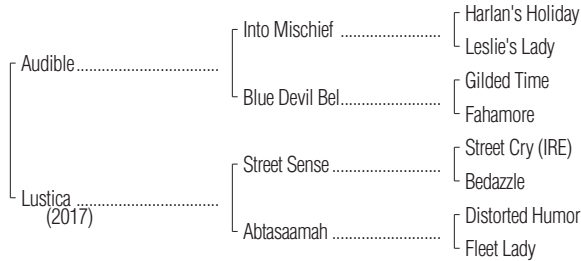 Harlan's Holiday
Into Mischief ......................
Leslie's Lady
Audible................................
Gilded Time
Blue Devil Bel......................
Fahamore
Street Cry (IRE)
Street Sense ......................
Bedazzle
Lustica ................................
(2017)
Distorted Humor
Abtasaamah ......................
Fleet Lady